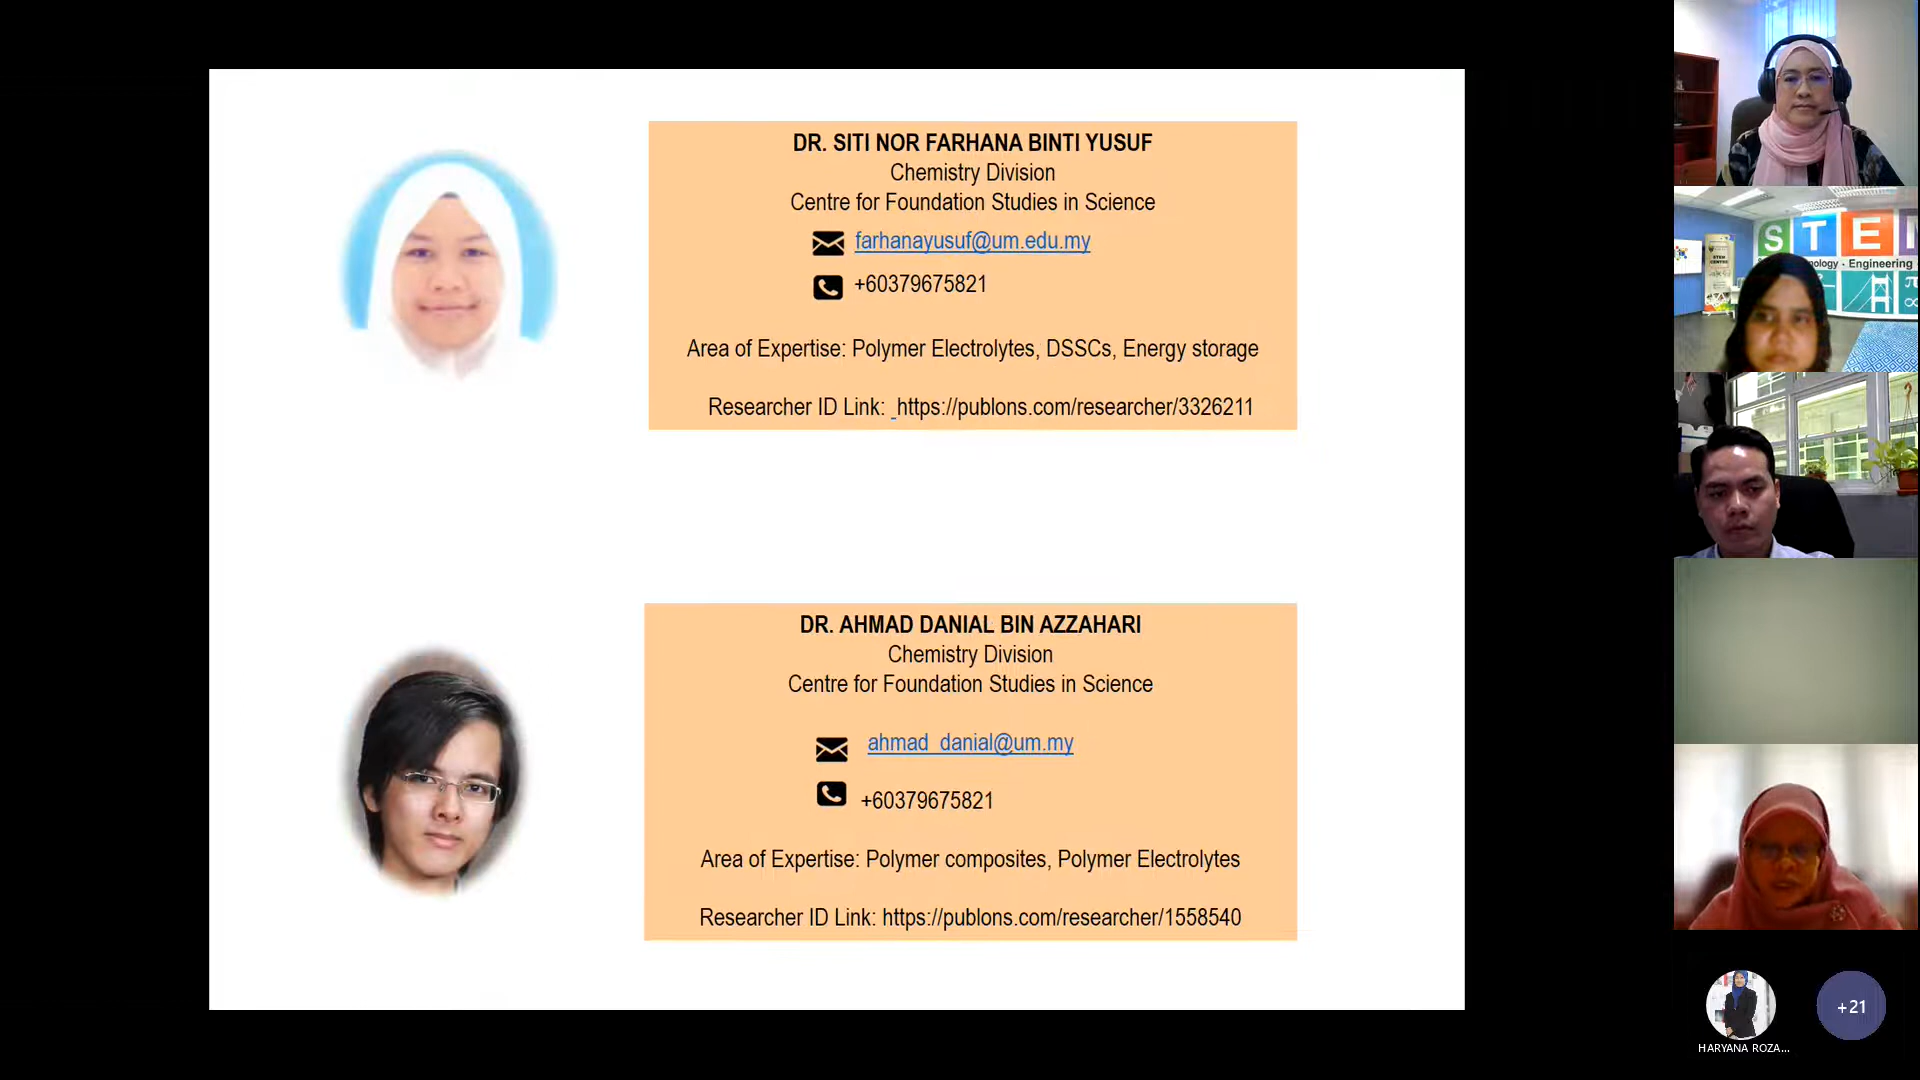 DR. SITI NOR FARHANA BINTI YUSUF
Chemistry Division
Centre for Foundation Studies in Science
farhanayusuf@um.edu.my
+60379675821
Area of Expertise: Polymer Electrolytes, DSSCs, Energy storage
Researcher ID Link: https://publons.com/researcher/3326211
DR. AHMAD DANIAL BIN AZZAHARI
Chemistry Division
Centre for Foundation Studies in Science
ahmad_danial@um.my
+60379675821
Area of Expertise: Polymer composites, Polymer Electrolytes
Researcher ID Link: https://publons.com/researcher/1558540
STE
Engineering
+21
HARYANA ROZA...